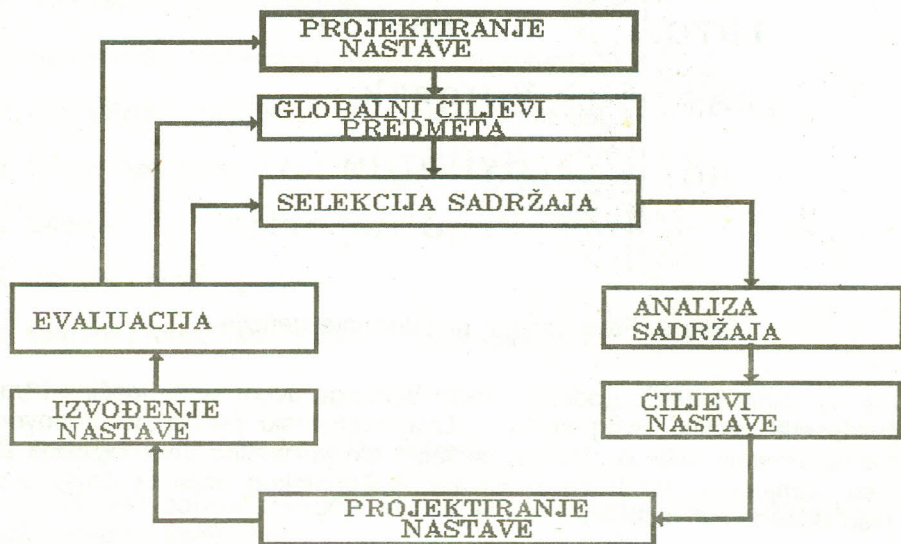 PROJEKTIRANJE
NASTAVE
GLOBALNI CILJEVI
PREDMETA
SELEKCIJA SADRŽAJA
EVALUACIJA
ANALIZA
SADRŽAJA
IZVOĐENJE
NASTAVE
CILJEVI
NASTAVE
PROJEKTIRANJE
NASTAVE